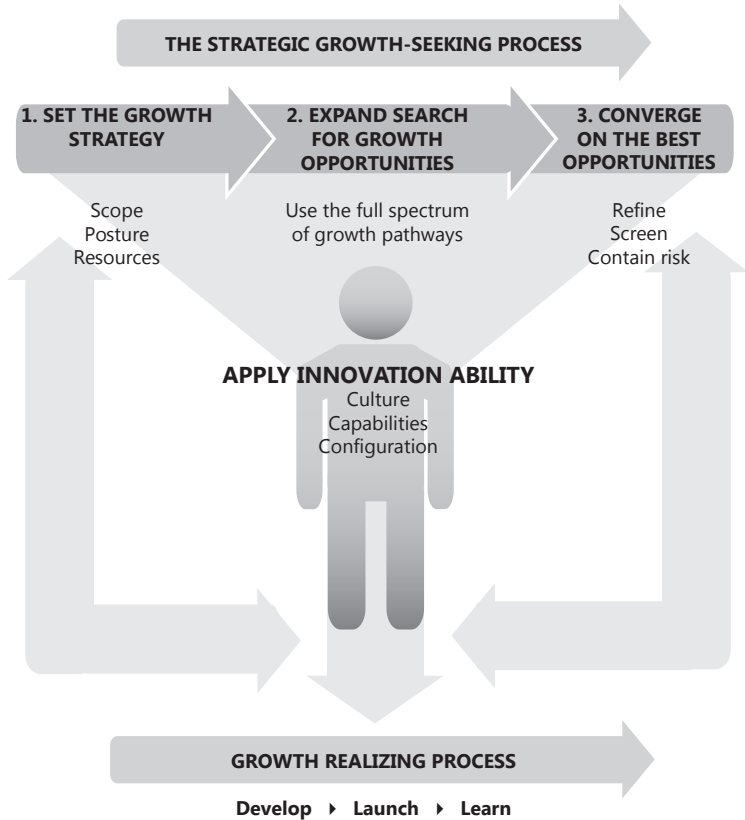 THE STRATEGIC GROWTH-SEEKING PROCESS
1. SET THE GROWTH
STRATEGY
2. EXPAND SEARCH
FOR GROWTH
OPPORTUNITIES
3. CONVERGE
ON THE BEST
OPPORTUNITIES
Scope
Posture
Resources
Use the full spectrum
of growth pathways
Refine
Screen
Contain risk
APPLY INNOVATION ABILITY
Culture
Capabilities
Configuration
GROWTH REALIZING PROCESS
Develop ▸ Launch ▸ Learn